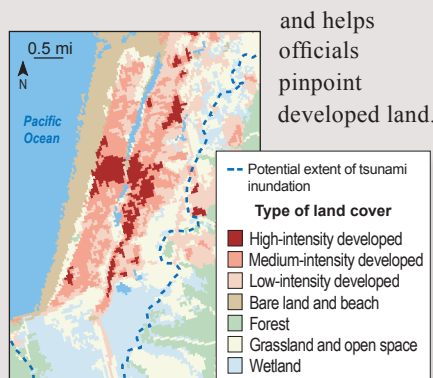 and helps
officials
pinpoint
developed land.
0.5 mi
N
Pacific
Ocean
Potential extent of tsunami
inundation
Type of land cover
High-intensity developed
Medium-intensity developed
Low-intensity developed
Bare land and beach
Forest
Grassland and open space
Wetland